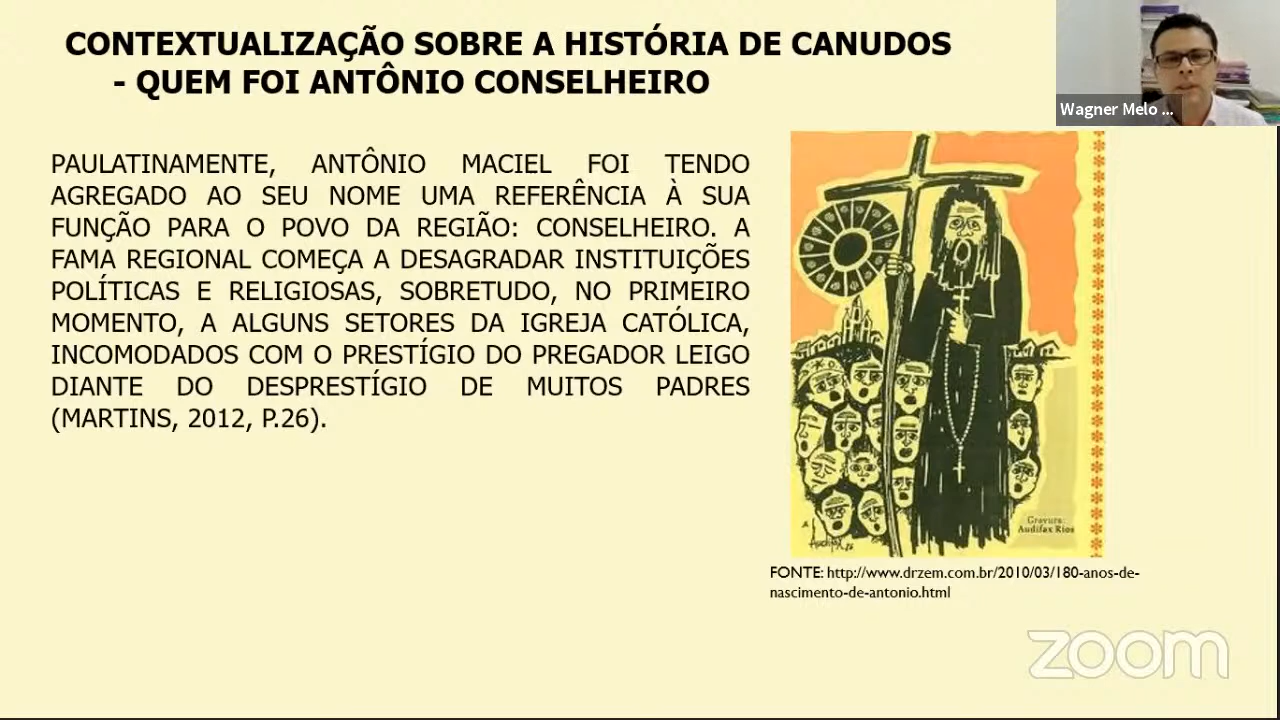 CONTEXTUALIZAÇÃO SOBRE A HISTÓRIA DE CANUDOS
- QUEM FOI ANTÔNIO CONSELHEIRO
Wagner Melo ...
PAULATINAMENTE, ANTÔNIO MACIEL FOI TENDO
AGREGADO AO SEU NOME UMA REFERÊNCIA À SUA
FUNÇÃO PARA O POVO DA REGIÃO: CONSELHEIRO. A
FAMA REGIONAL COMEÇA A DESAGRADAR INSTITUIÇÕES
POLÍTICAS E RELIGIOSAS, SOBRETUDO, NO PRIMEIRO
MOMENTO, A ALGUNS SETORES DA IGREJA CATÓLICA,
INCOMODADOS COM O PRESTÍGIO DO PREGADOR LEIGO
DIANTE DO DESPRESTÍGIO DE MUITOS PADRES
(MARTINS, 2012, P.26).
Gravura:
Audifax Rios
FONTE: http://www.drzem.com.br/2010/03/180-anos-de-
nascimento-de-antonio.html
zoom